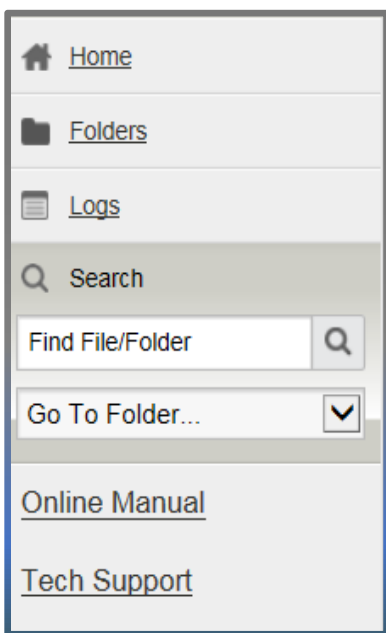 Home
Folders
Logs
Search
Find File/Folder
Go To Folder...
Online Manual
Tech Support